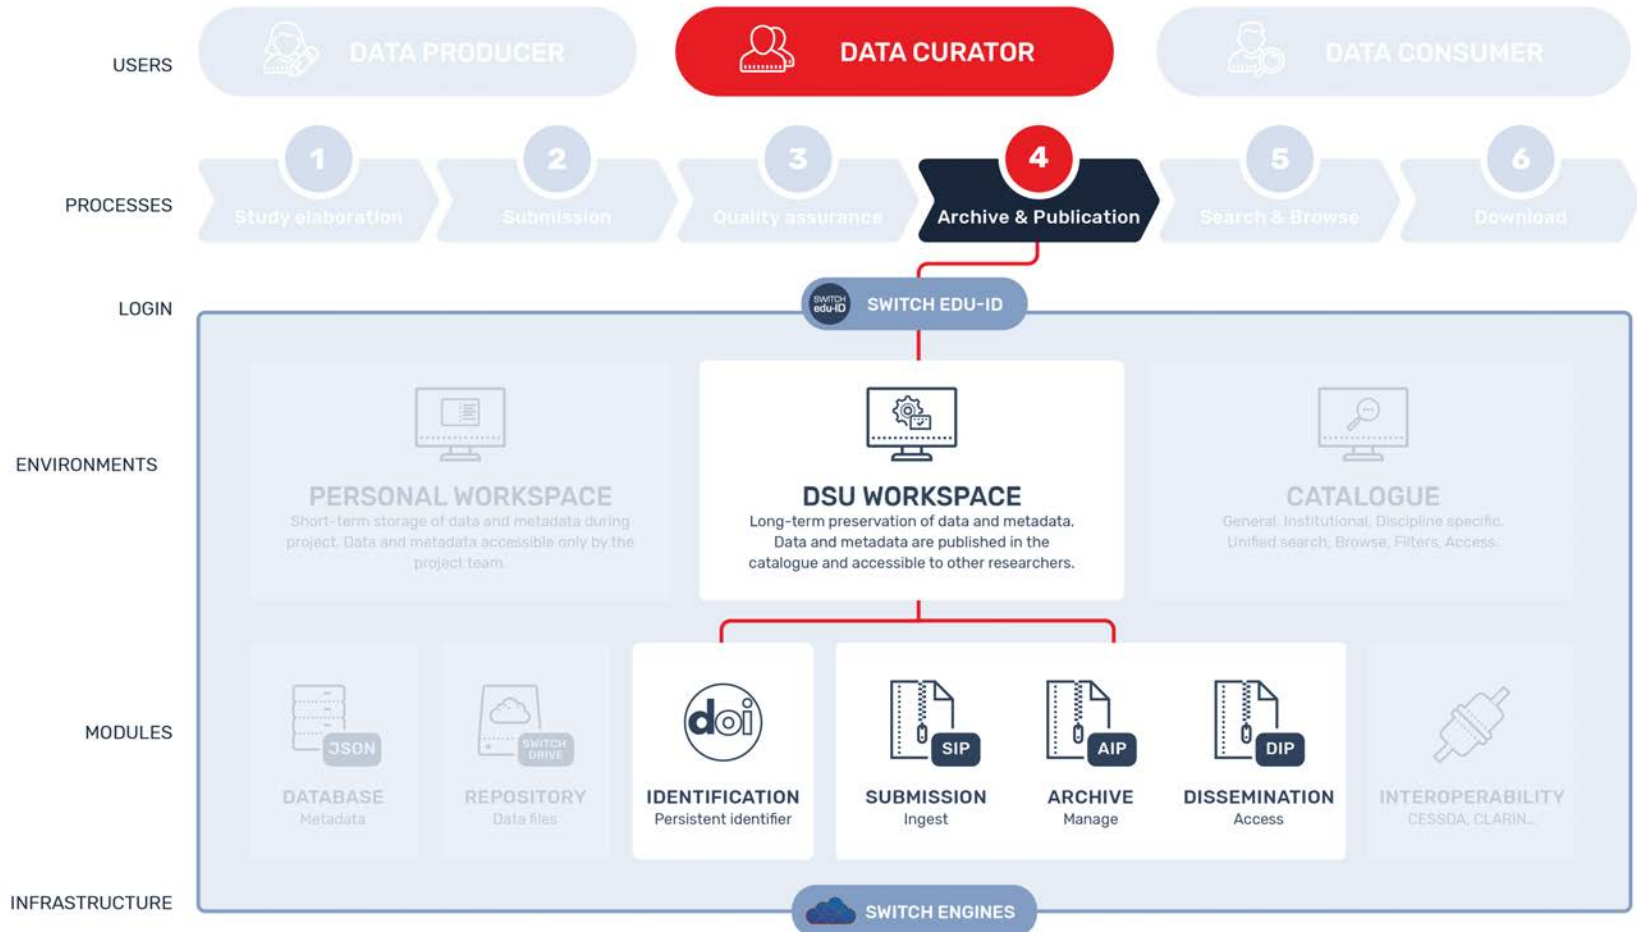 USERS
DATA PRODUCER
DATA CURATOR
DATA CONSUMER
PROCESSES
1
Study elaboration
2
Submission
3
Quality assurance
4
Archive & Publication
5
Search & Browse
6
Download
LOGIN
SWITCH
edu-ID
SWITCH EDU-ID
ENVIRONMENTS
PERSONAL WORKSPACE
Short-term storage of data and metadata during
project. Data and metadata accessible only by the
project team.
DSU WORKSPACE
Long-term preservation of data and metadata.
Data and metadata are published in the
catalogue and accessible to other researchers.
CATALOGUE
General, Institutional, Discipline specific.
Unified search, Browse, Filters, Access.
MODULES
JSON
DATABASE
Metadata
SWITCH
DRIVE
REPOSITORY
Data files
doi
IDENTIFICATION
Persistent identifier
SIP
SUBMISSION
Ingest
AIP
ARCHIVE
Manage
DIP
DISSEMINATION
Access
INTEROPERABILITY
CESSDA, CLARIN...
INFRASTRUCTURE
SWITCH ENGINES